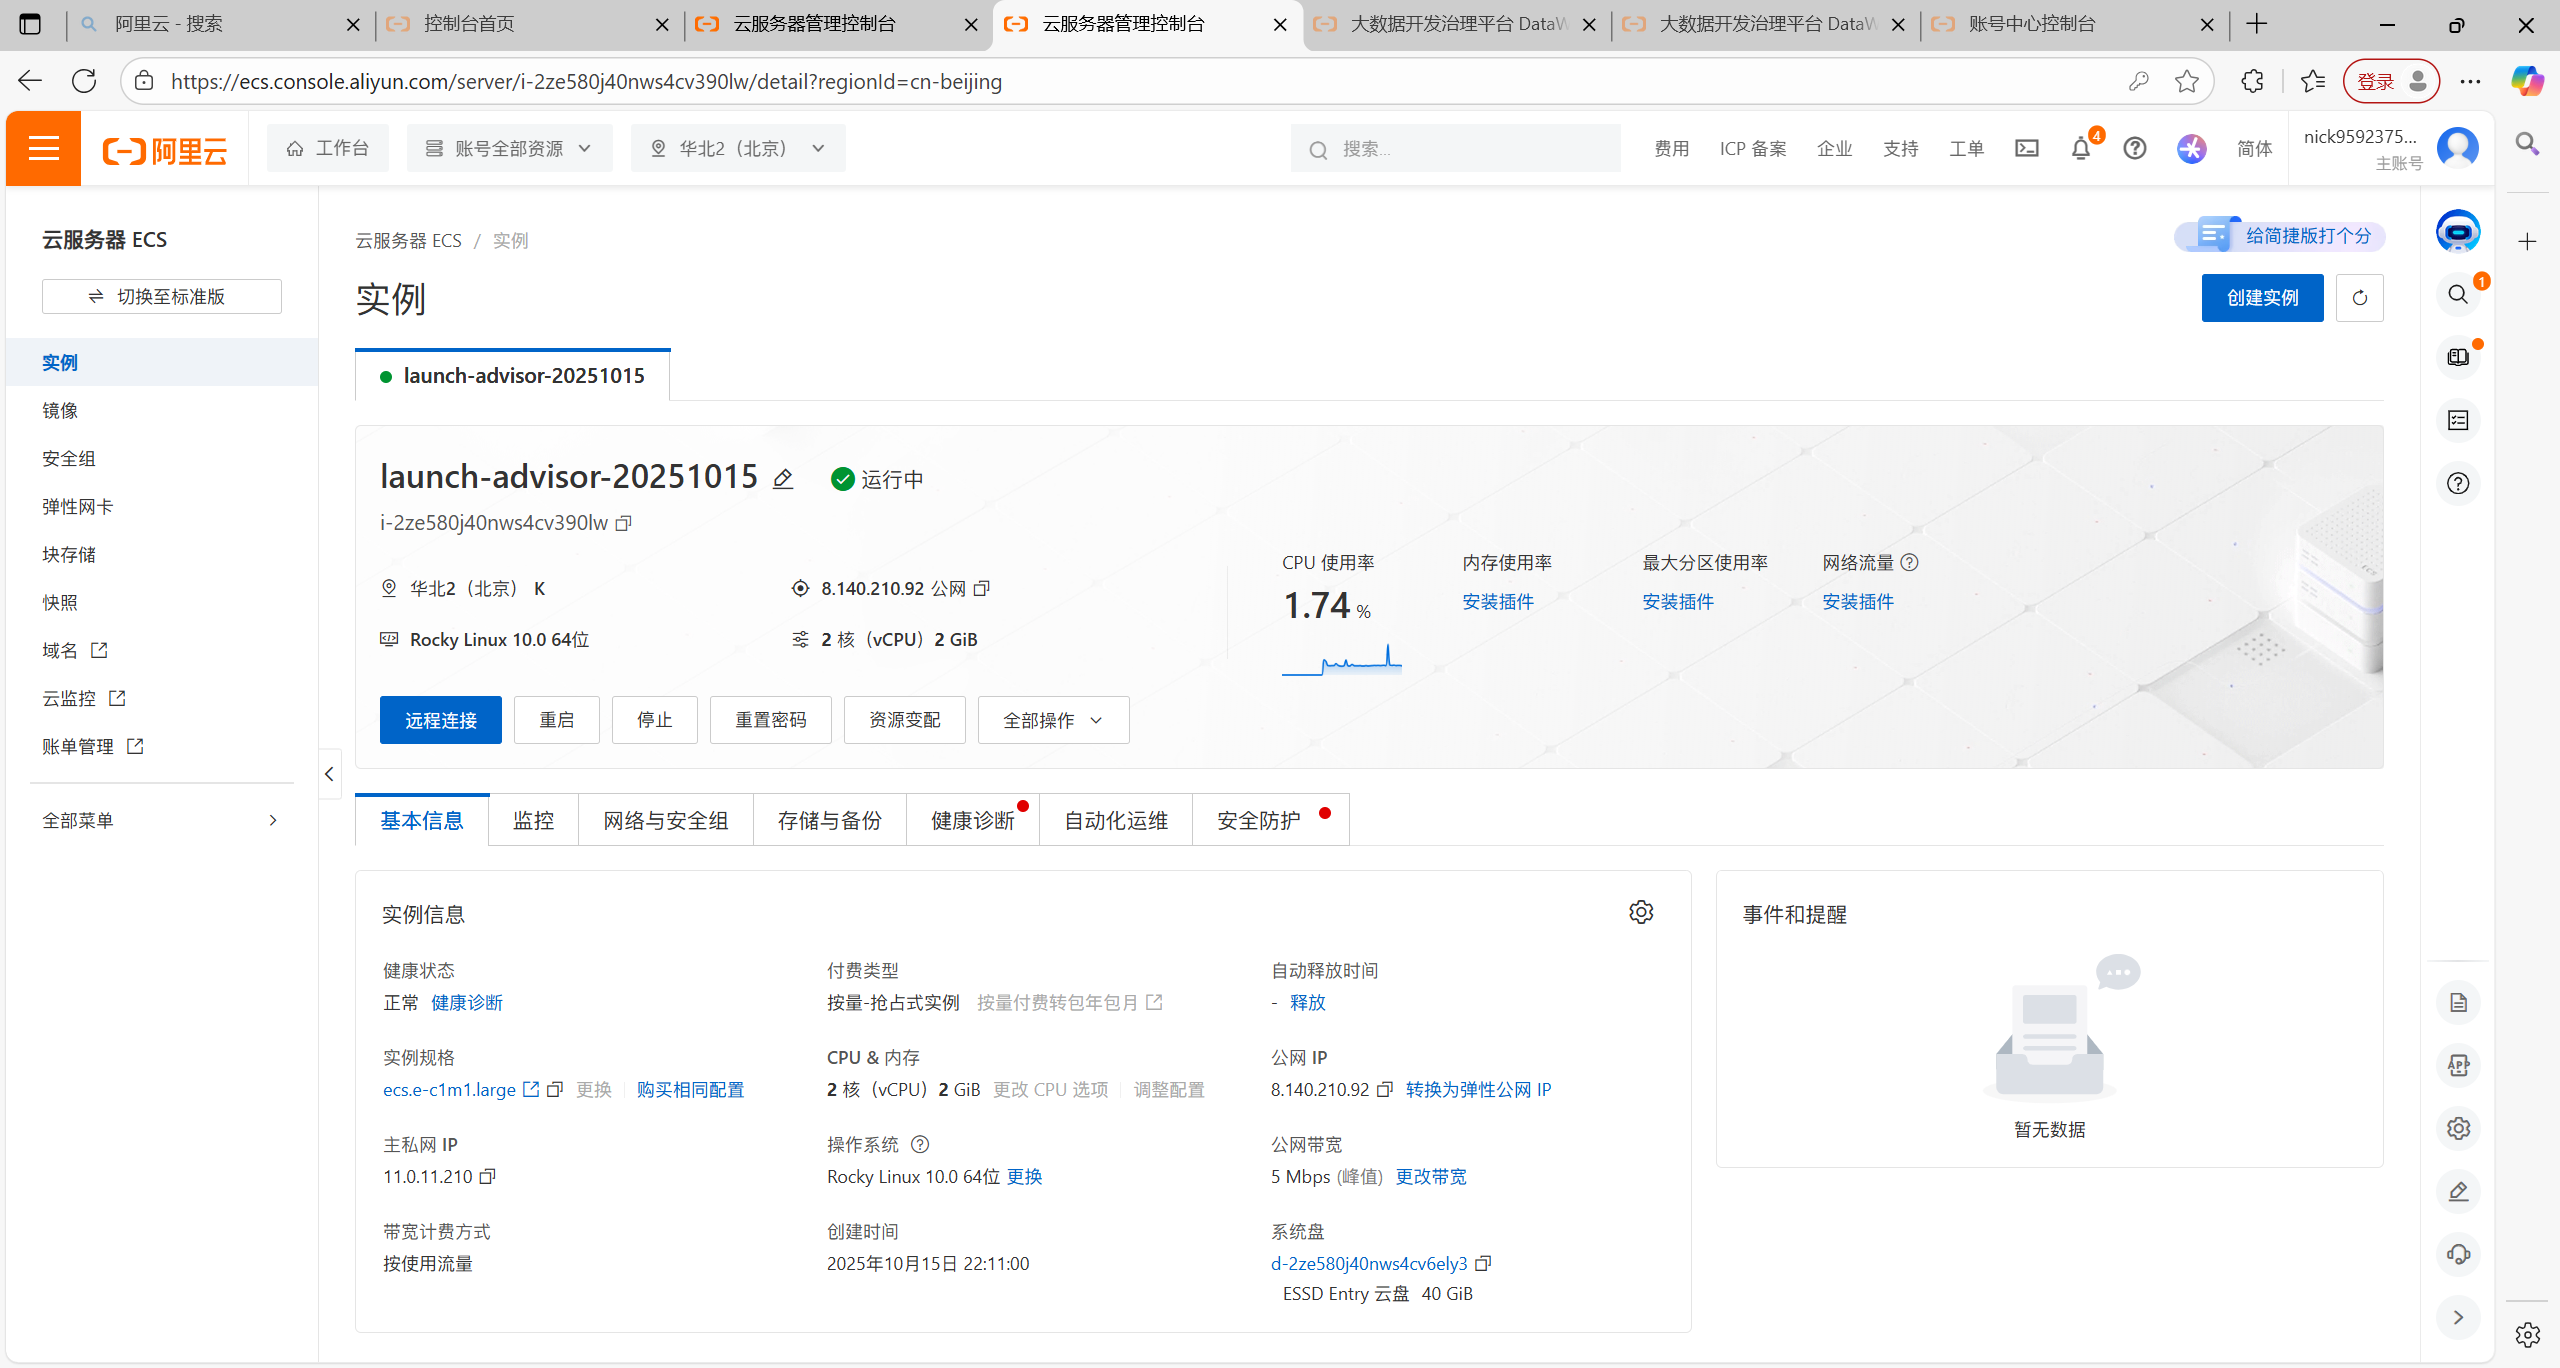 阿里云 - 搜索
控制台首页
云服务器管理控制台
云服务器管理控制台
大数据开发治理平台 DataW
大数据开发治理平台 DataW
账号中心控制台
https://ecs.console.aliyun.com/server/i-2ze580j40nws4cv390lw/detail?regionId=cn-beijing
登录
阿里云
工作台
账号全部资源
华北2（北京）
搜索...
费用
ICP 备案
企业
支持
工单
4
简体
nick9592375...
主账号
云服务器 ECS
切换至标准版
实例
镜像
安全组
弹性网卡
块存储
快照
域名
云监控
账单管理
全部菜单
云服务器 ECS / 实例
给简捷版打个分
实例
创建实例
1
launch-advisor-20251015
launch-advisor-20251015
运行中
i-2ze580j40nws4cv390lw
华北2（北京） K
8.140.210.92 公网
Rocky Linux 10.0 64位
2 核（vCPU）2 GiB
CPU 使用率
1.74 %
内存使用率
安装插件
最大分区使用率
安装插件
网络流量
安装插件
远程连接
重启
停止
重置密码
资源变配
全部操作
基本信息
监控
网络与安全组
存储与备份
健康诊断
自动化运维
安全防护
实例信息
健康状态
正常 健康诊断
付费类型
按量-抢占式实例 按量付费转包年包月
自动释放时间
- 释放
实例规格
ecs.e-c1m1.large 更换 购买相同配置
CPU & 内存
2 核（vCPU）2 GiB 更改 CPU 选项 调整配置
公网 IP
8.140.210.92 转换为弹性公网 IP
主私网 IP
11.0.11.210
操作系统
Rocky Linux 10.0 64位 更换
公网带宽
5 Mbps (峰值) 更改带宽
带宽计费方式
按使用流量
创建时间
2025年10月15日 22:11:00
系统盘
d-2ze580j40nws4cv6ely3
ESSD Entry 云盘 40 GiB
事件和提醒
暂无数据
APP